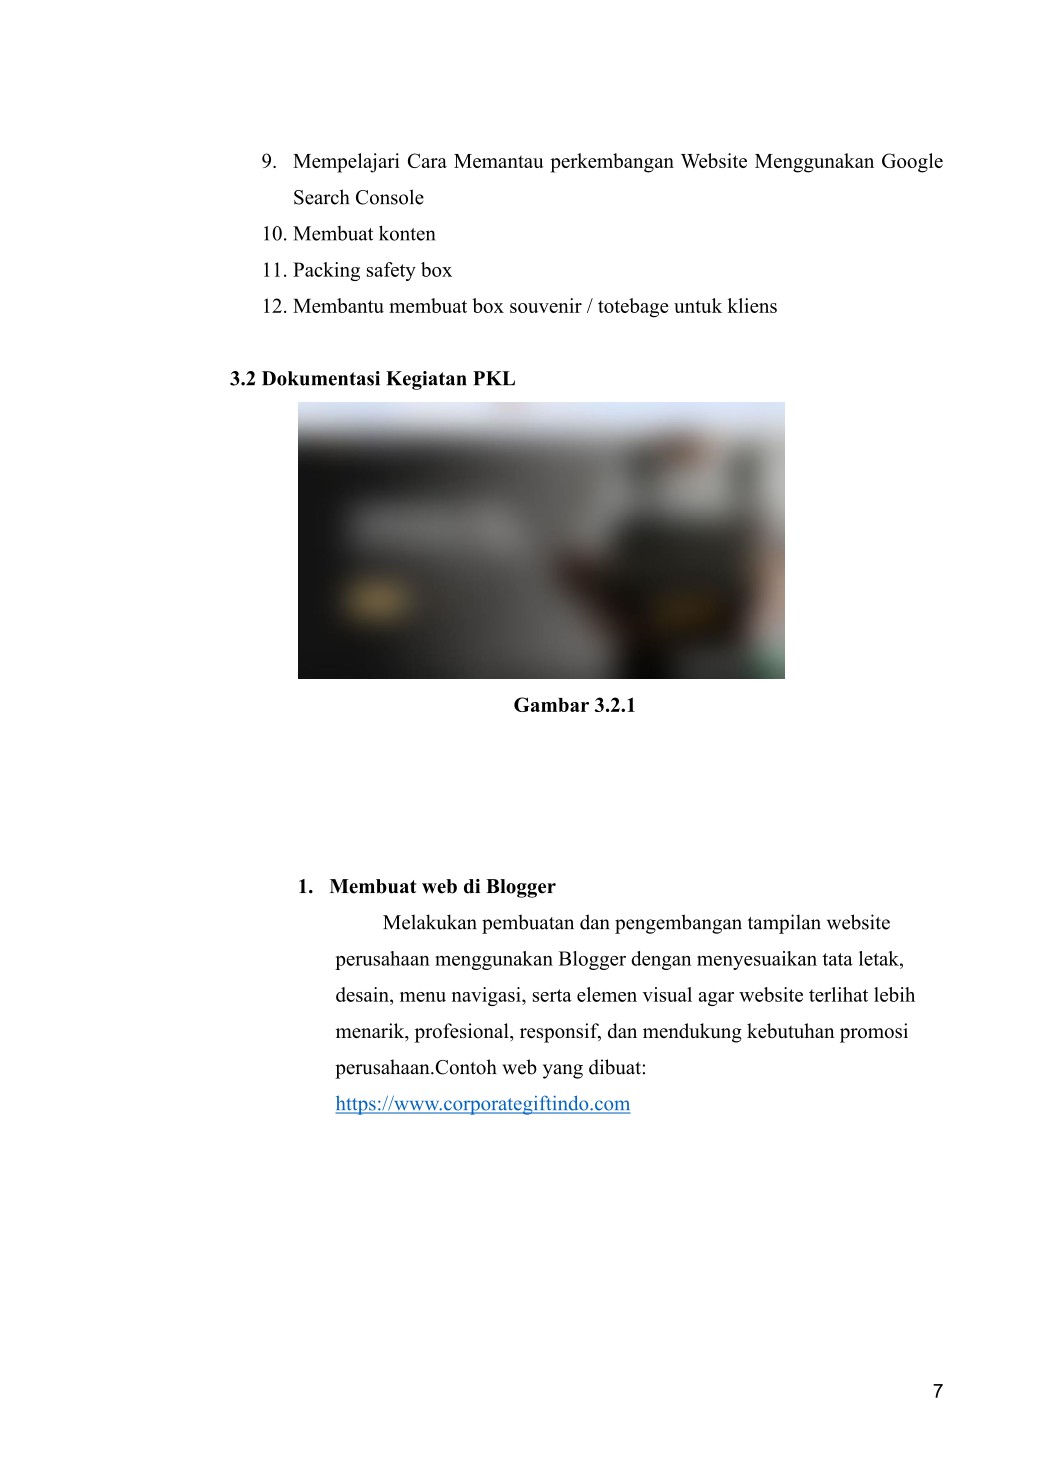 9. Mempelajari Cara Memantau perkembangan Website Menggunakan Google
Search Console
10. Membuat konten
11. Packing safety box
12. Membantu membuat box souvenir / totebage untuk kliens
3.2 Dokumentasi Kegiatan PKL
Gambar 3.2.1
1. Membuat web di Blogger
Melakukan pembuatan dan pengembangan tampilan website
perusahaan menggunakan Blogger dengan menyesuaikan tata letak,
desain, menu navigasi, serta elemen visual agar website terlihat lebih
menarik, profesional, responsif, dan mendukung kebutuhan promosi
perusahaan.Contoh web yang dibuat:
https://www.corporategiftindo.com
7